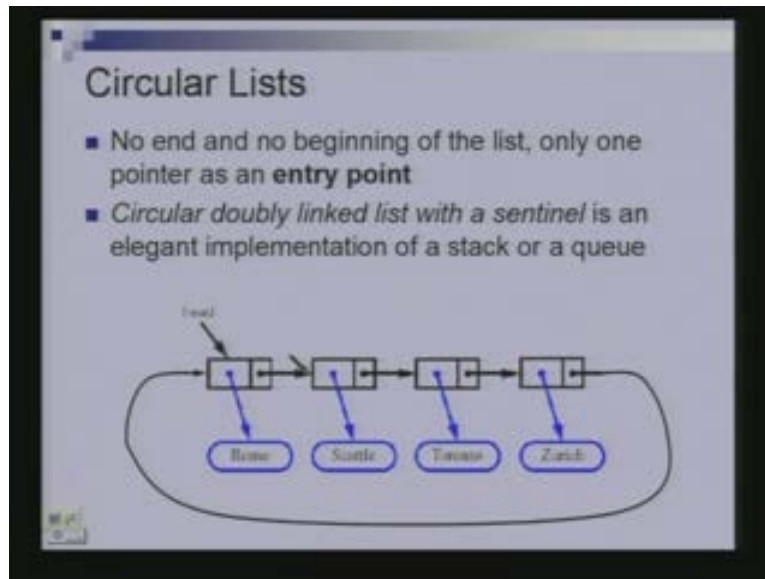 Circular Lists
No end and no beginning of the list, only one
pointer as an entry point
Circular doubly linked list with a sentinel is an
elegant implementation of a stack or a queue
head
Rome Seattle Toronto Zurich